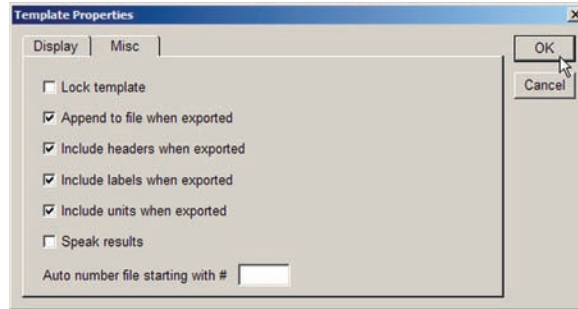 Template Properties
Display Misc
OK
Cancel
Lock template
Append to file when exported
Include headers when exported
Include labels when exported
Include units when exported
Speak results
Auto number file starting with #